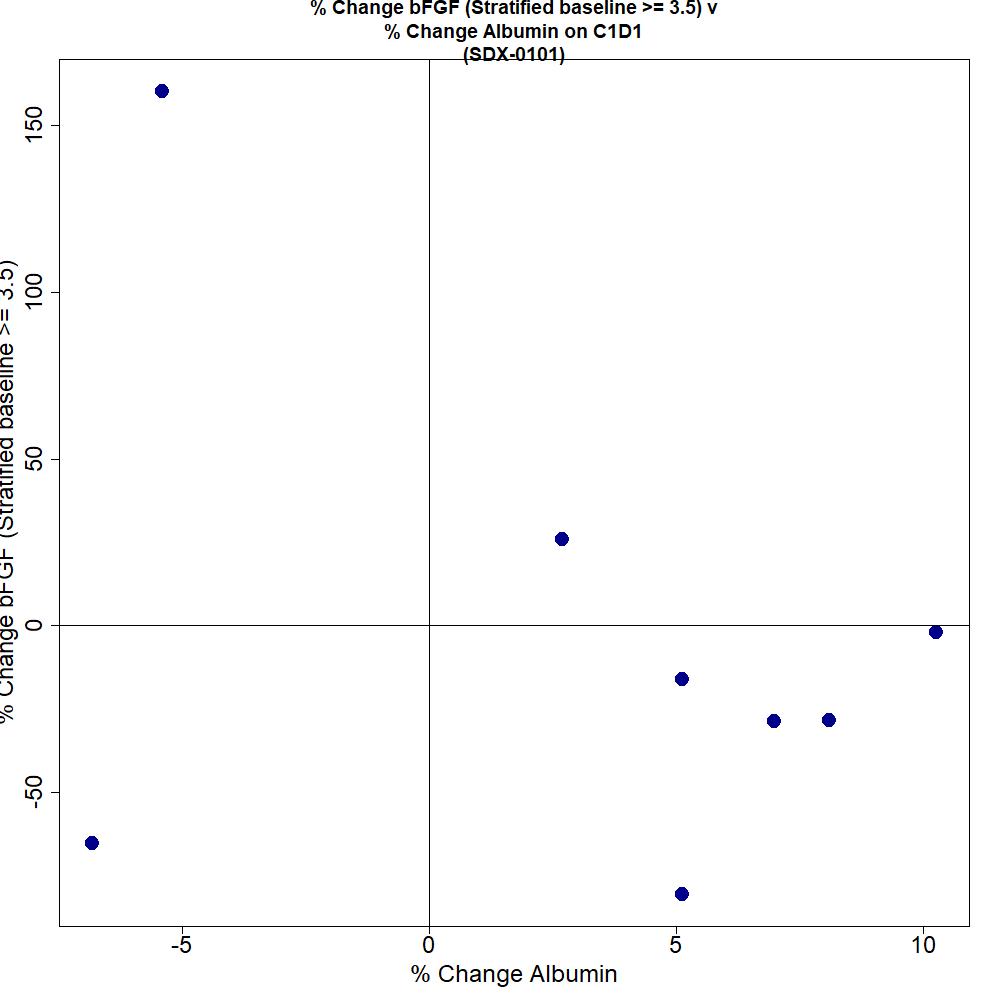 % Change bFGF (Stratified baseline >= 3.5) v
% Change Albumin on C1D1
(SDX-0101)
% Change bFGF (Stratified baseline >= 3.5)
150
100
50
0
-50
-5
0
5
10
% Change Albumin